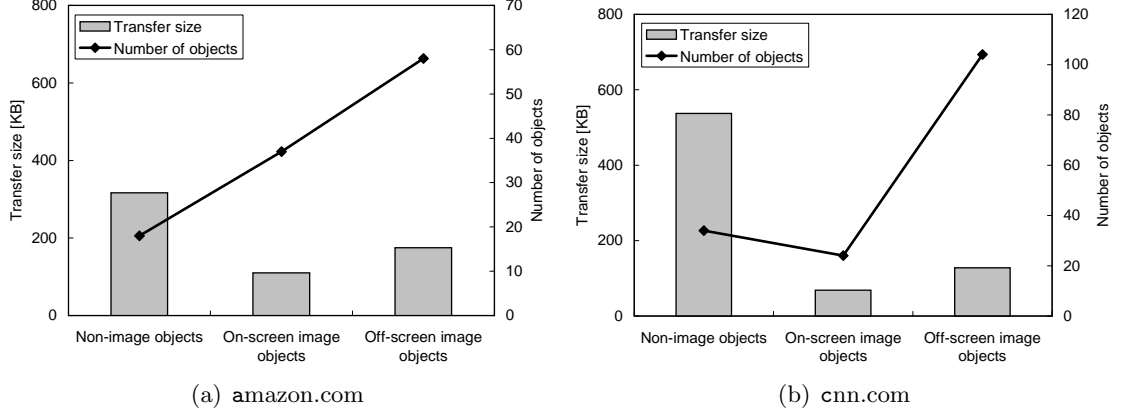 800
600
400
200
0
Transfer size [KB]
Transfer size
Number of objects
70
60
50
40
30
20
10
0
Number of objects
Non-image objects
On-screen image
objects
Off-screen image
objects
(a) amazon.com
800
600
400
200
0
Transfer size [KB]
Transfer size
Number of objects
120
100
80
60
40
20
0
Number of objects
Non-image objects
On-screen image
objects
Off-screen image
objects
(b) cnn.com